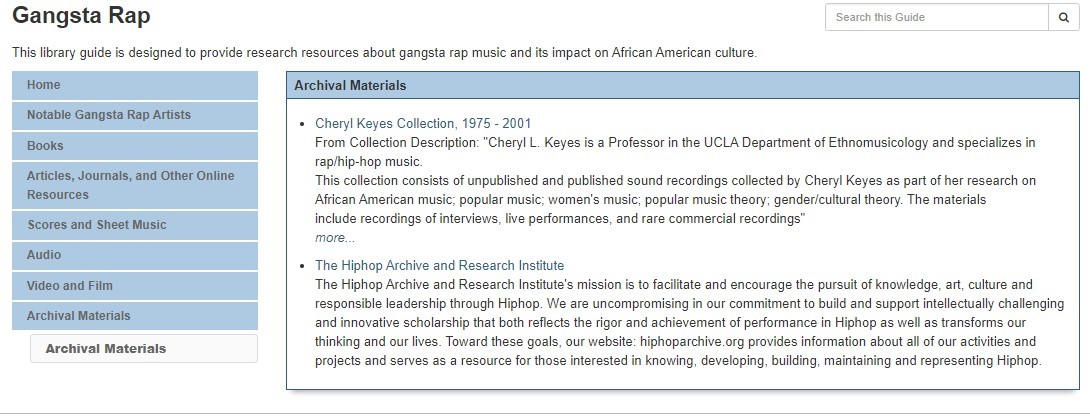 Gangsta Rap
Search this Guide
This library guide is designed to provide research resources about gangsta rap music and its impact on African American culture.
Home
Notable Gangsta Rap Artists
Books
Articles, Journals, and Other Online
Resources
Scores and Sheet Music
Audio
Video and Film
Archival Materials
Archival Materials
Archival Materials
• Cheryl Keyes Collection, 1975 - 2001
From Collection Description: "Cheryl L. Keyes is a Professor in the UCLA Department of Ethnomusicology and specializes in
rap/hip-hop music.
This collection consists of unpublished and published sound recordings collected by Cheryl Keyes as part of her research on
African American music; popular music; women's music; popular music theory; gender/cultural theory. The materials
include recordings of interviews, live performances, and rare commercial recordings"
more...
• The Hiphop Archive and Research Institute
The Hiphop Archive and Research Institute's mission is to facilitate and encourage the pursuit of knowledge, art, culture and
responsible leadership through Hiphop. We are uncompromising in our commitment to build and support intellectually challenging
and innovative scholarship that both reflects the rigor and achievement of performance in Hiphop as well as transforms our
thinking and our lives. Toward these goals, our website: hiphoparchive.org provides information about all of our activities and
projects and serves as a resource for those interested in knowing, developing, building, maintaining and representing Hiphop.